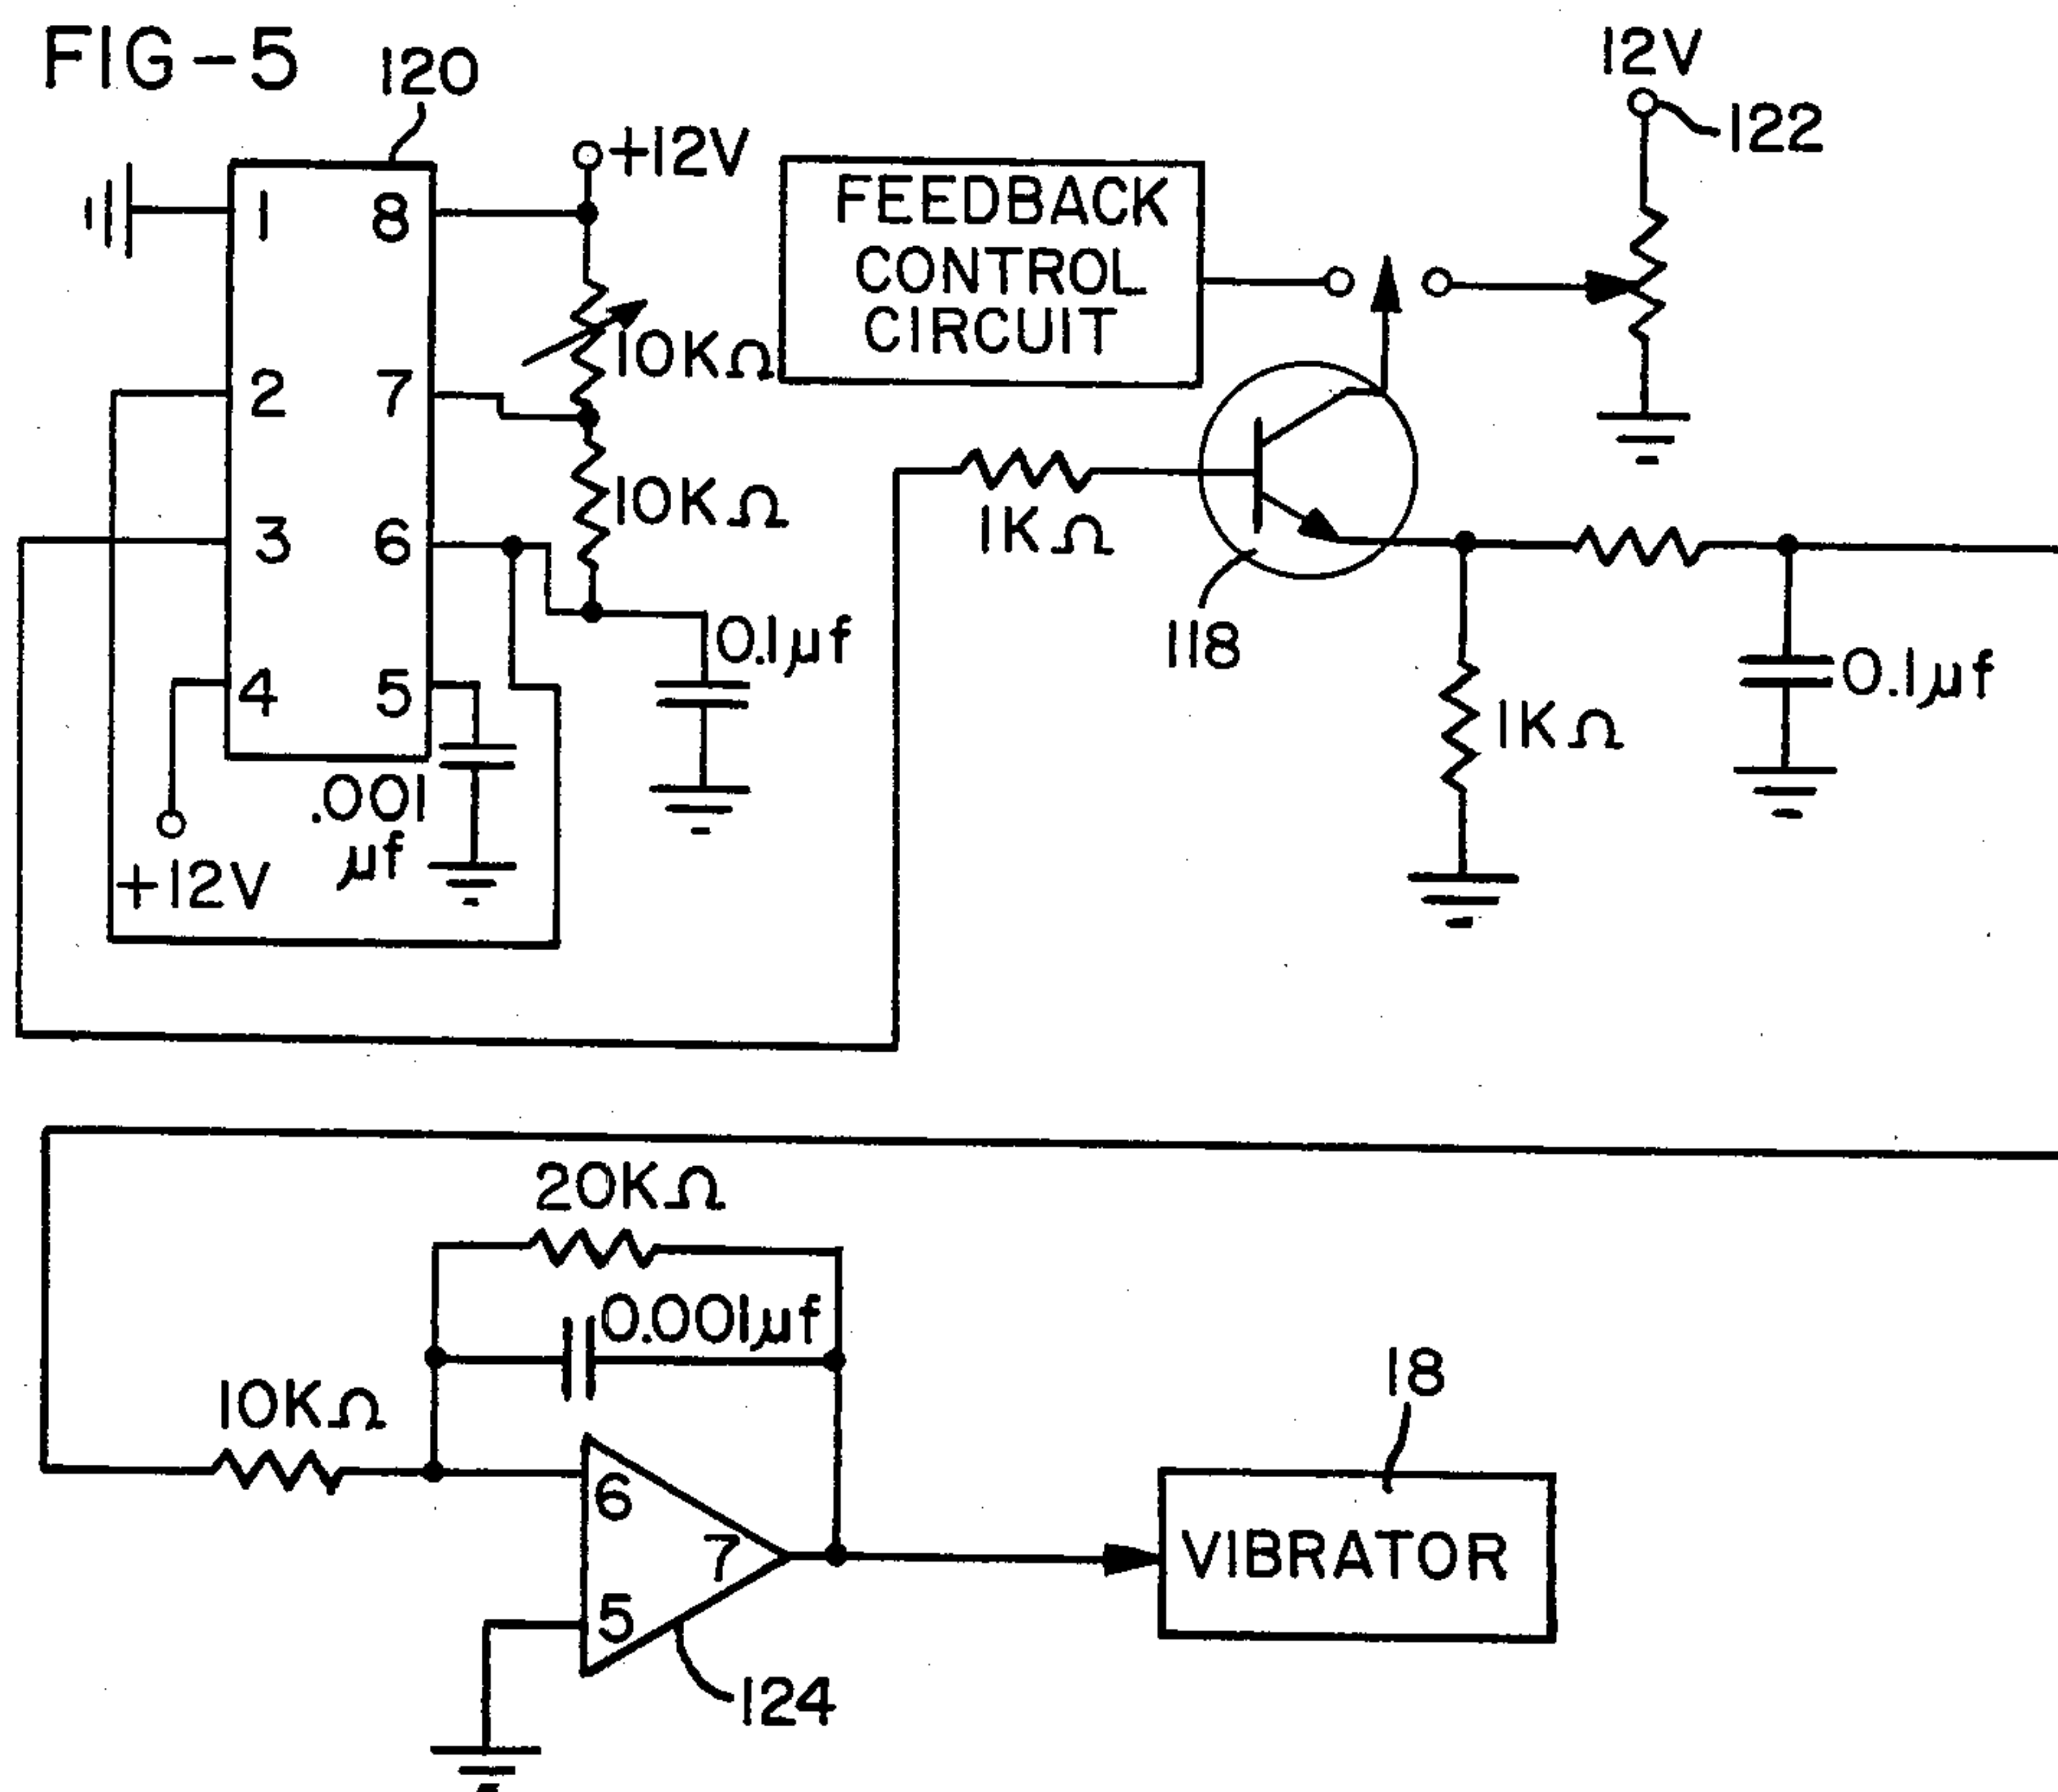 FIG-5
120
+12V
12V
122
1
8
FEEDBACK
CONTROL
CIRCUIT
10KΩ
2
7
10KΩ
1KΩ
3
6
118
0.1µf
0.1µf
4
5
1KΩ
.001
µf
+12V
20KΩ
0.001µf
18
10KΩ
6
7
VIBRATOR
5
124